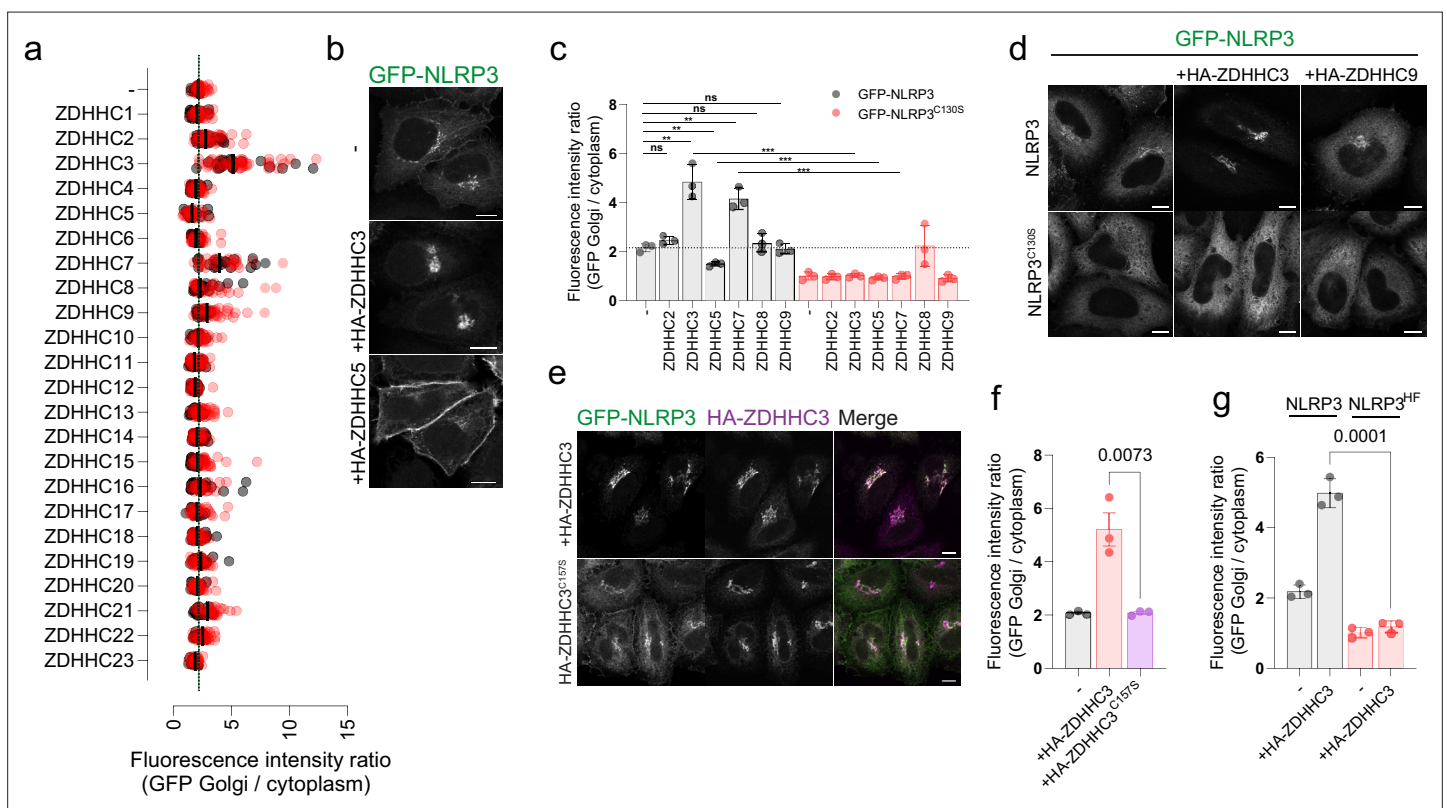 a
-
ZDHHC1
ZDHHC2
ZDHHC3
ZDHHC4
ZDHHC5
ZDHHC6
ZDHHC7
ZDHHC8
ZDHHC9
ZDHHC10
ZDHHC11
ZDHHC12
ZDHHC13
ZDHHC14
ZDHHC15
ZDHHC16
ZDHHC17
ZDHHC18
ZDHHC19
ZDHHC20
ZDHHC21
ZDHHC22
ZDHHC23
0 5 10 15
Fluorescence intensity ratio
(GFP Golgi / cytoplasm)
b
GFP-NLRP3
-
+HA-ZDHHC3
+HA-ZDHHC5
c
Fluorescence intensity ratio
(GFP Golgi / cytoplasm)
8
6
4
2
0
ns
ns
**
**
**
ns
***
***
***
GFP-NLRP3
GFP-NLRP3C130S
- ZDHHC2 ZDHHC3 ZDHHC5 ZDHHC7 ZDHHC8 ZDHHC9 - ZDHHC2 ZDHHC3 ZDHHC5 ZDHHC7 ZDHHC8 ZDHHC9
d
GFP-NLRP3
+HA-ZDHHC3 +HA-ZDHHC9
NLRP3
NLRP3C130S
e
GFP-NLRP3 HA-ZDHHC3 Merge
+HA-ZDHHC3
HA-ZDHHC3C157S
f
Fluorescence intensity ratio
(GFP Golgi / cytoplasm)
8
6
4
2
0
0.0073
- +HA-ZDHHC3 +HA-ZDHHC3C157S
g
NLRP3 NLRP3HF
0.0001
Fluorescence intensity ratio
(GFP Golgi / cytoplasm)
6
4
2
0
- +HA-ZDHHC3 - +HA-ZDHHC3